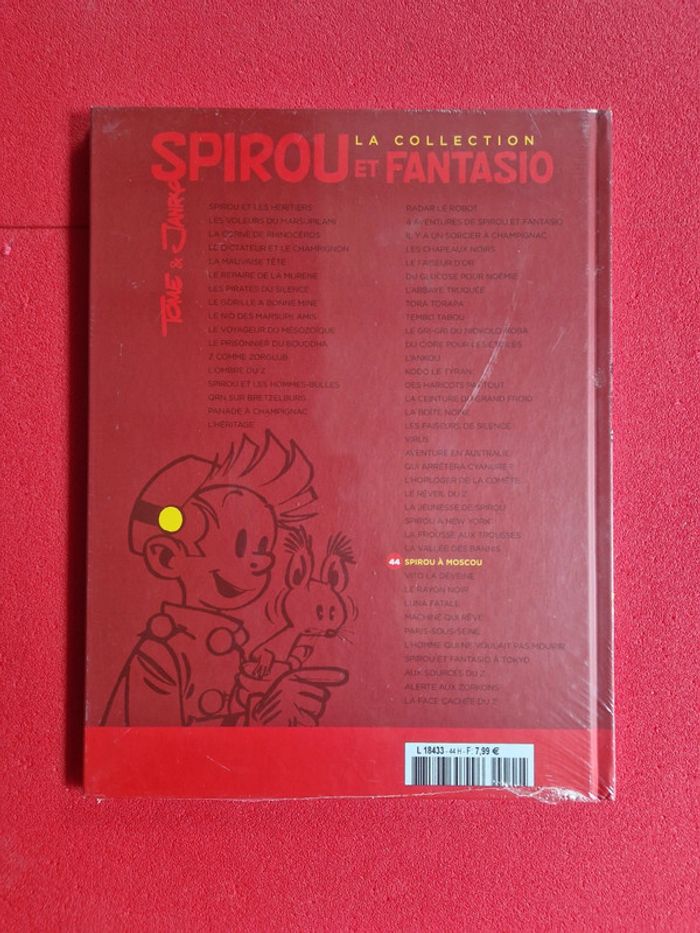 LA COLLECTION
SPIROU
ET FANTASIO
TOME & JANRY
SPIROU ET LES HÉRITIERS
LES VOLEURS DU MARSUPILAMI
LA CORNE DE RHINOCÉROS
LE DICTATEUR ET LE CHAMPIGNON
LA MAUVAISE TÊTE
LE REPAIRE DE LA MURÈNE
LES PIRATES DU SILENCE
LE GORILLE A BONNE MINE
LE NID DES MARSUPILAMIS
LE VOYAGEUR DU MÉSOZOÏQUE
LE PRISONNIER DU BOUDDHA
Z COMME ZORGLUB
L'OMBRE DU Z
SPIROU ET LES HOMMES-BULLES
QRN SUR BRETZELBURG
PANADE À CHAMPIGNAC
L'HÉRITAGE
RADAR LE ROBOT
4 AVENTURES DE SPIROU ET FANTASIO
IL Y A UN SORCIER À CHAMPIGNAC
LES CHAPEAUX NOIRS
LE FAISEUR D'OR
DU GLUCOSE POUR NOÉMIE
L'ABBAYE TRUQUÉE
TORA TORAPA
TEMBO TABOU
LE GRI-GRI DU NIOKOLO KOBA
DU CIDRE POUR LES ÉTOILES
L'ANKOU
KODO LE TYRAN
DES HARICOTS PARTOUT
LA CEINTURE DU GRAND FROID
LA BOÎTE NOIRE
LES FAISEURS DE SILENCE
VIRUS
AVENTURE EN AUSTRALIE
QUI ARRÊTERA CYANURE ?
L'HORLOGER DE LA COMÈTE
LE RÉVEIL DU Z
LA JEUNESSE DE SPIROU
SPIROU À NEW YORK
LA FROUSSE AUX TROUSSES
LA VALLÉE DES BANNIS
44 SPIROU À MOSCOU
VITO LA DÉVEINE
LE RAYON NOIR
LUNA FATALE
MACHINE QUI RÊVE
PARIS-SOUS-SEINE
L'HOMME QUI NE VOULAIT PAS MOURIR
SPIROU ET FANTASIO À TOKYO
AUX SOURCES DU Z
ALERTE AUX ZORKONS
LA FACE CACHÉE DU Z
L 18433 - 44 H - F: 7,99 €